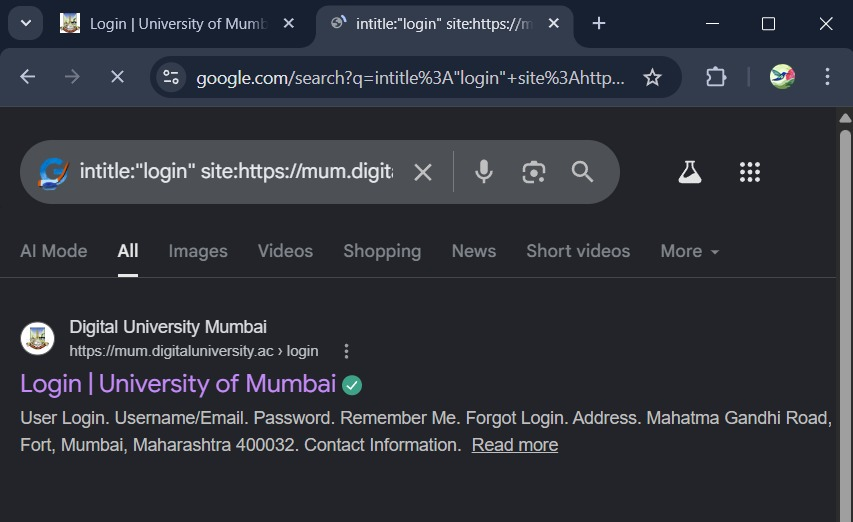 Login | University of Mumb
intitle:"login" site:https://m
google.com/search?q=intitle%3A"login"+site%3Ahttp...
intitle:"login" site:https://mum.digit
AI Mode All Images Videos Shopping News Short videos More
Digital University Mumbai
https://mum.digitaluniversity.ac › login
Login | University of Mumbai
User Login. Username/Email. Password. Remember Me. Forgot Login. Address. Mahatma Gandhi Road,
Fort, Mumbai, Maharashtra 400032. Contact Information. Read more